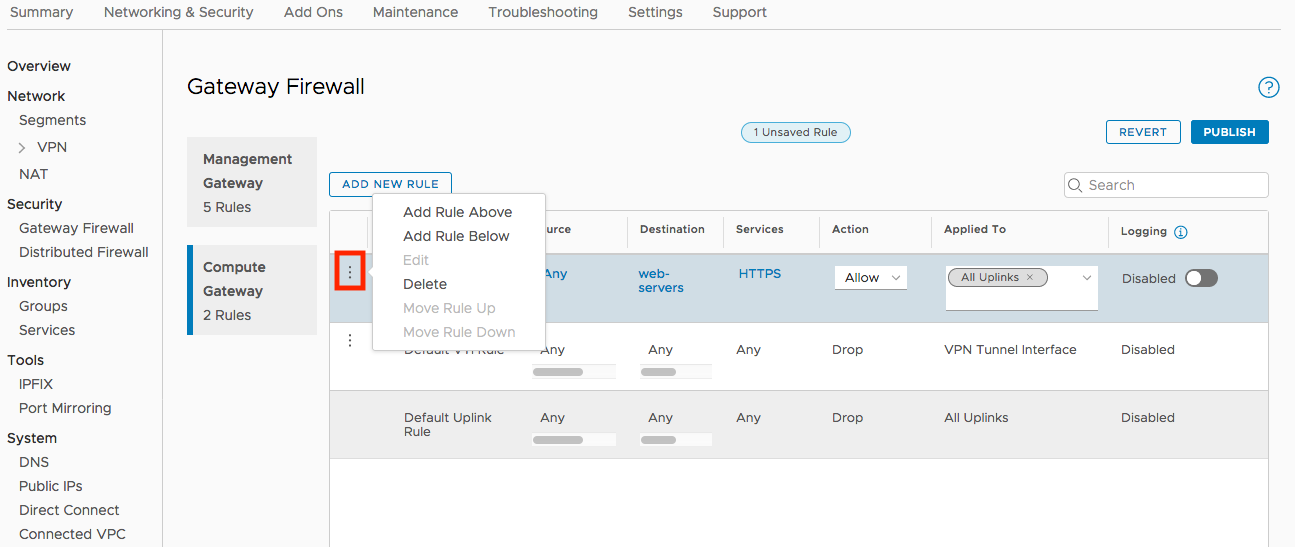 Summary Networking & Security Add Ons Maintenance Troubleshooting Settings Support
Overview
Network
Segments
VPN
NAT
Security
Gateway Firewall
Distributed Firewall
Inventory
Groups
Services
Tools
IPFIX
Port Mirroring
System
DNS
Public IPs
Direct Connect
Connected VPC
Gateway Firewall
1 Unsaved Rule
REVERT PUBLISH
Management
Gateway
5 Rules
Compute
Gateway
2 Rules
ADD NEW RULE
Search
Add Rule Above
Add Rule Below
Edit
Delete
Move Rule Up
Move Rule Down
urce Destination Services Action Applied To Logging
Any web-
servers HTTPS Allow All Uplinks × Disabled
Any Any Any Drop VPN Tunnel Interface Disabled
Default Uplink
Rule Any Any Any Drop All Uplinks Disabled